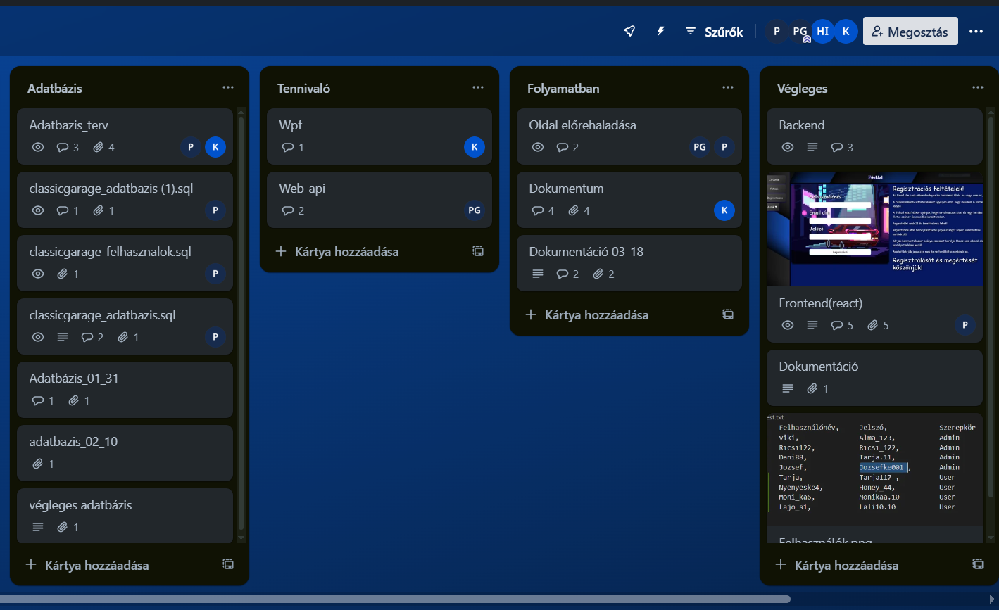 Szűrők
P
PG
HI
K
Megosztás
Adatbázis
Adatbazis_terv
3
4
P
K
classicgarage_adatbazis (1).sql
1
1
P
classicgarage_felhasznalok.sql
1
P
classicgarage_adatbazis.sql
2
1
P
Adatbázis_01_31
1
1
adatbazis_02_10
1
végleges adatbázis
1
Kártya hozzáadása
Tennivaló
Wpf
1
K
Web-api
2
PG
Kártya hozzáadása
Folyamatban
Oldal előrehaladása
2
PG
P
Dokumentum
4
4
K
Dokumentáció 03_18
2
2
Kártya hozzáadása
Végleges
Backend
3
Főoldal
Felhasználónév
Email cím
Jelszó
Regisztrációs feltételek!
Regisztrálását és megértését
köszönjük!
Frontend(react)
5
5
P
Dokumentáció
1
est.txt
Felhasználónév, Jelszó, Szerepkör
viki, Alma_123, Admin
Ricsi122, Ricsi_122, Admin
Dani88, Tarja.11, Admin
Jozsef, Jozsefke001_, Admin
Tarja, Tarja117_, User
Nyenyeske4, Honey_44, User
Moni_ka6, Monikaa.10 User
Lajo_s1, Lali10.10 User
Felhasználók.png
Kártya hozzáadása